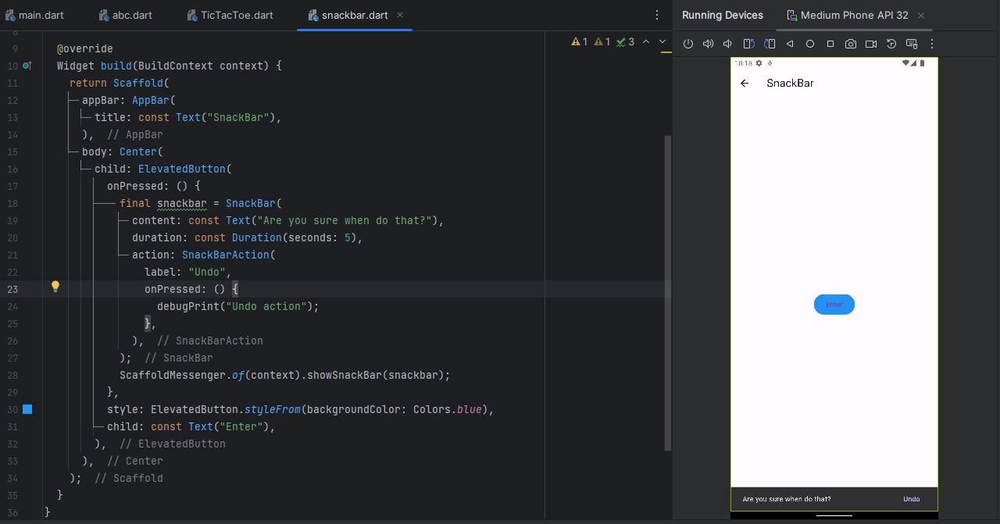 main.dart abc.dart TicTacToe.dart snackbar.dart
Running Devices Medium Phone API 32
1 1 3
8
9 @override
10 Widget build(BuildContext context) {
11 return Scaffold(
12 appBar: AppBar(
13 title: const Text("SnackBar"),
14 ), // AppBar
15 body: Center(
16 child: ElevatedButton(
17 onPressed: () {
18 final snackbar = SnackBar(
19 content: const Text("Are you sure when do that?"),
20 duration: const Duration(seconds: 5),
21 action: SnackBarAction(
22 label: "Undo",
23 onPressed: () {
24 debugPrint("Undo action");
25 },
26 ), // SnackBarAction
27 ); // SnackBar
28 ScaffoldMessenger.of(context).showSnackBar(snackbar);
29 },
30 style: ElevatedButton.styleFrom(backgroundColor: Colors.blue),
31 child: const Text("Enter"),
32 ), // ElevatedButton
33 ), // Center
34 ); // Scaffold
35 }
36 }
10:18
SnackBar
Enter
Are you sure when do that? Undo